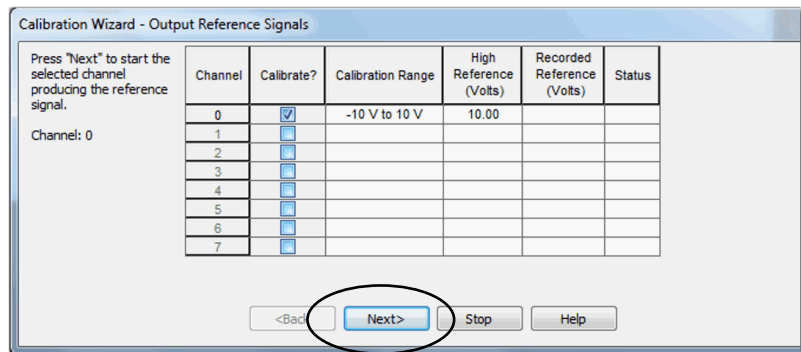 Calibration Wizard - Output Reference Signals
Press "Next" to start the
selected channel
producing the reference
signal.
Channel: 0
Channel Calibrate? Calibration Range High Reference (Volts) Recorded Reference (Volts) Status
0 -10 V to 10 V 10.00
1
2
3
4
5
6
7
<Back Next> Stop Help